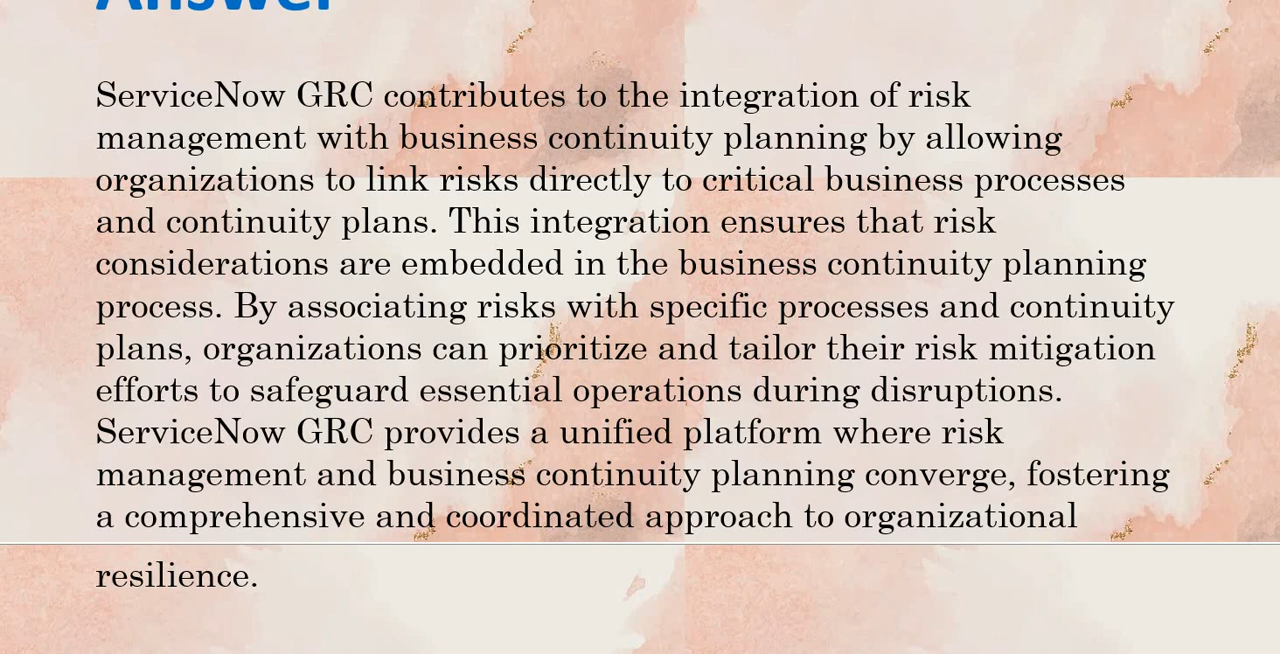 Answer
ServiceNow GRC contributes to the integration of risk
management with business continuity planning by allowing
organizations to link risks directly to critical business processes
and continuity plans. This integration ensures that risk
considerations are embedded in the business continuity planning
process. By associating risks with specific processes and continuity
plans, organizations can prioritize and tailor their risk mitigation
efforts to safeguard essential operations during disruptions.
ServiceNow GRC provides a unified platform where risk
management and business continuity planning converge, fostering
a comprehensive and coordinated approach to organizational
resilience.